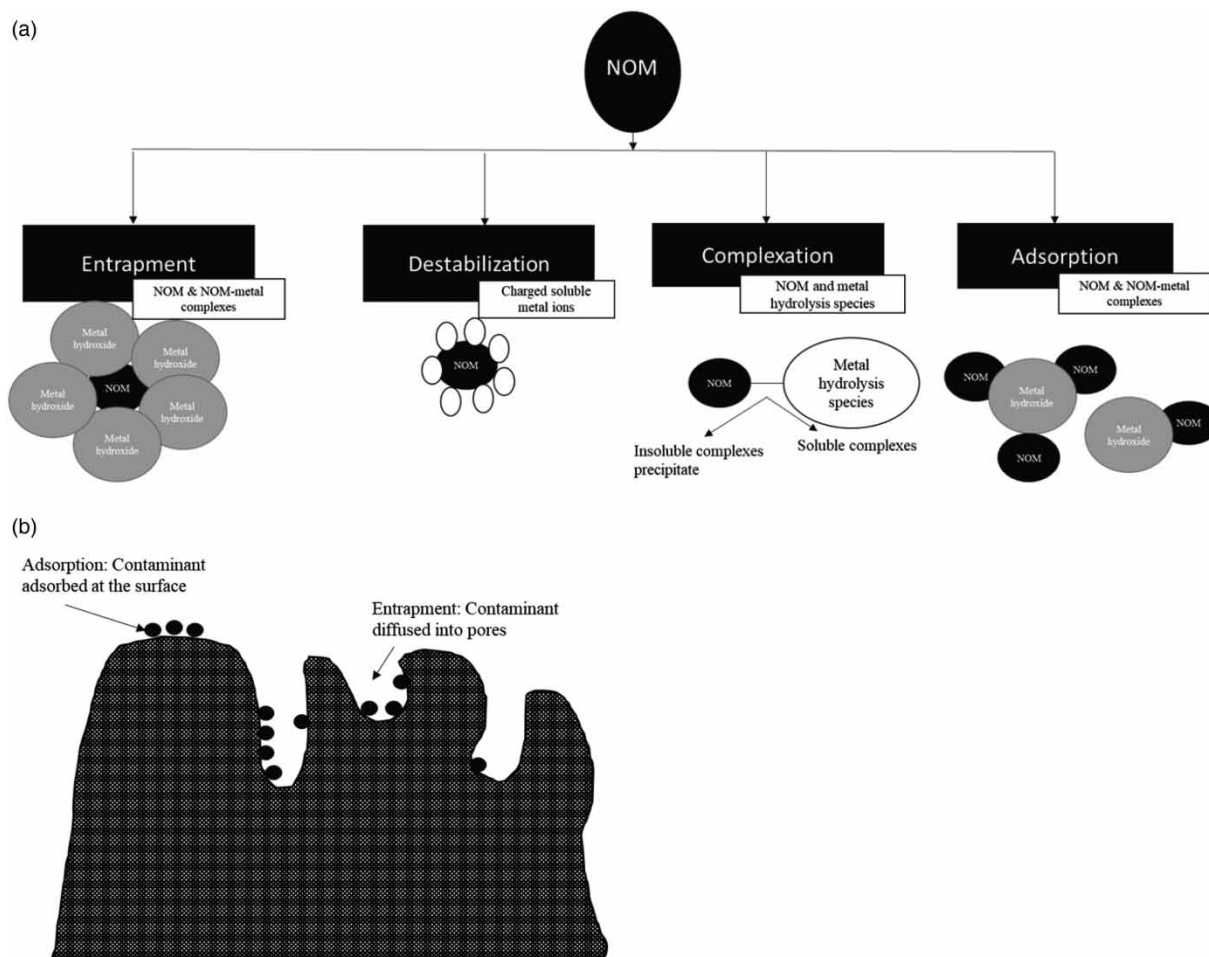 (a)
NOM
Entrapment
NOM & NOM-metal
complexes
Metal
hydroxide
Metal
hydroxide
Metal
hydroxide
NOM
Metal
hydroxide
Metal
hydroxide
Destabilization
Charged soluble
metal ions
NOM
Complexation
NOM and metal
hydrolysis species
NOM
Metal
hydrolysis
species
Insoluble complexes
precipitate
Soluble complexes
Adsorption
NOM & NOM-metal
complexes
NOM
NOM
Metal
hydroxide
NOM
Metal
hydroxide
NOM
(b)
Adsorption: Contaminant
adsorbed at the surface
Entrapment: Contaminant
diffused into pores